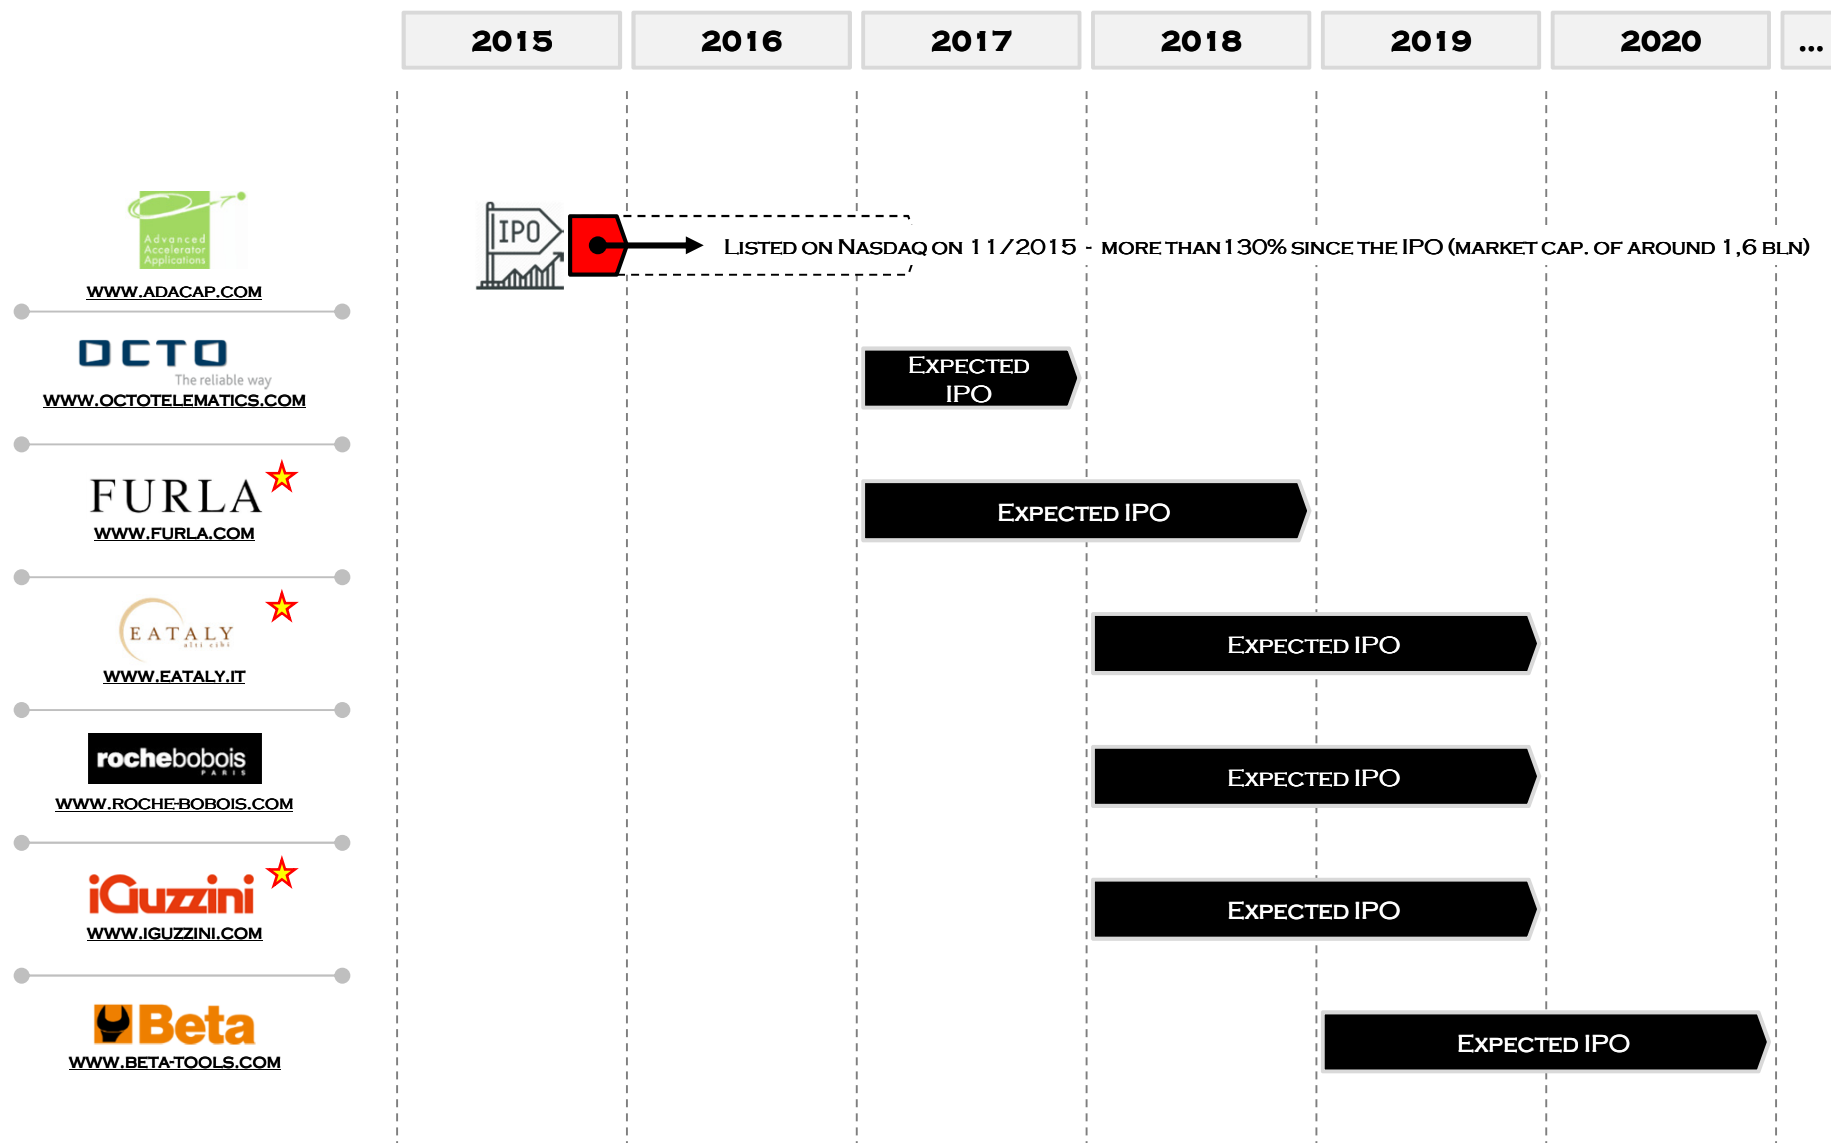 2015 2016 2017 2018 2019 2020 ...
Advanced
Accelerator
Applications
WWW.ADACAP.COM
IPO
LISTED ON NASDAQ ON 11/2015 - MORE THAN130% SINCE THE IPO (MARKET CAP. OF AROUND 1,6 BLN)
OCTO
The reliable way
WWW.OCTOTELEMATICS.COM
EXPECTED
IPO
FURLA
WWW.FURLA.COM
EXPECTED IPO
EATALY
alti cibi
WWW.EATALY.IT
EXPECTED IPO
rochebobois
PARIS
WWW.ROCHE-BOBOIS.COM
EXPECTED IPO
iGuzzini
WWW.IGUZZINI.COM
EXPECTED IPO
Beta
WWW.BETA-TOOLS.COM
EXPECTED IPO